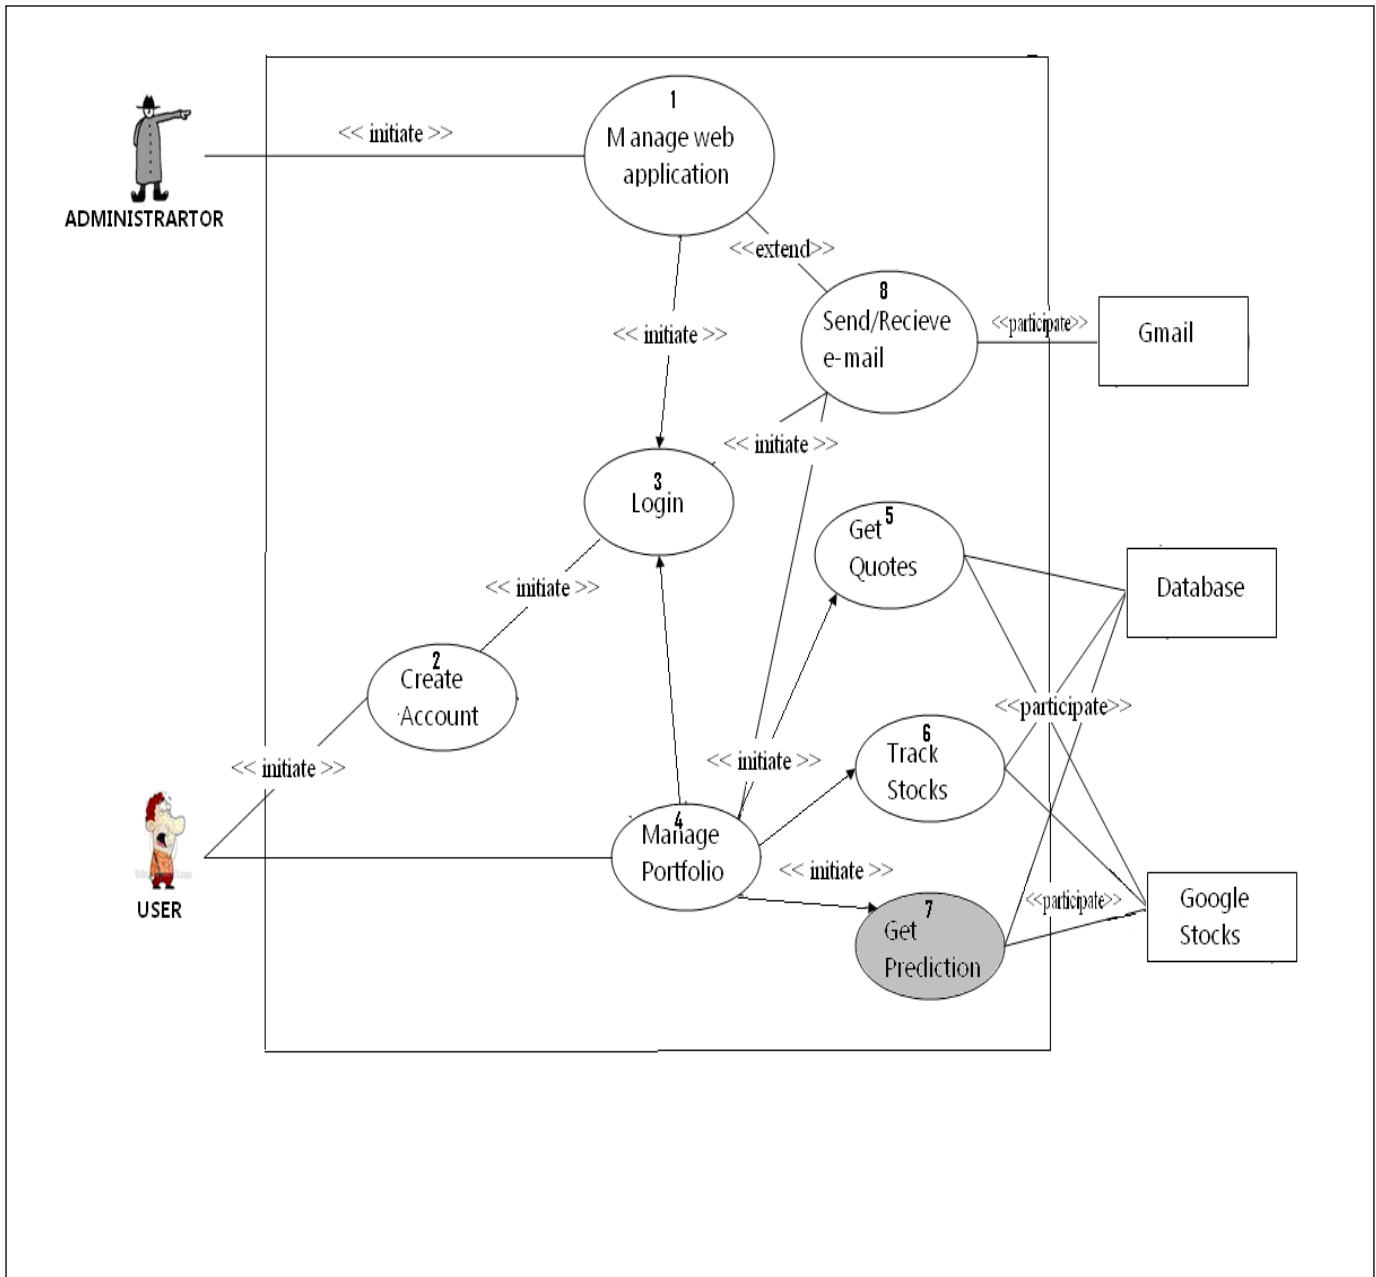 1
Manage web
application
<< initiate >>
ADMINISTRARTOR
<<extend>>
8
Send/Recieve
e-mail
<<participate>>
Gmail
<< initiate >>
<< initiate >>
3
Login
5
Get
Quotes
Database
<< initiate >>
2
Create
Account
<<participate>>
<< initiate >>
<< initiate >>
6
Track
Stocks
4
Manage
Portfolio
<< initiate >>
USER
7
Get
Prediction
<<participate>>
Google
Stocks